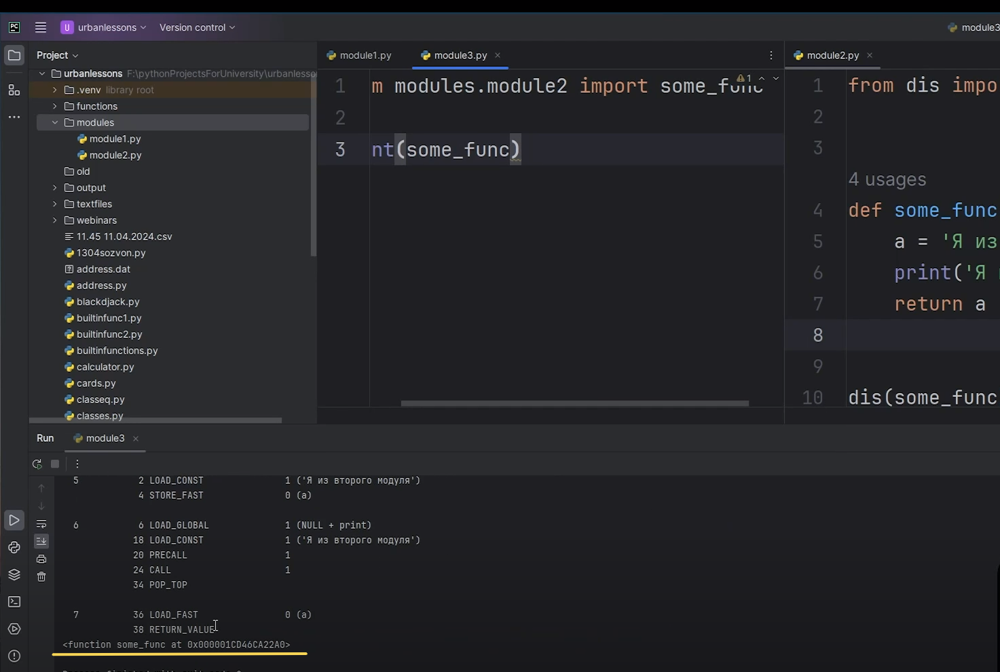 PC
U urbanlessons
Version control
module3
Project
urbanlessons F:\pythonProjectsForUniversity\urbanlesso
.venv library root
functions
modules
module1.py
module2.py
old
output
textfiles
webinars
11.45 11.04.2024.csv
1304sozvon.py
address.dat
address.py
blackdjack.py
builtinfunc1.py
builtinfunc2.py
builtinfunctions.py
calculator.py
cards.py
classeq.py
classes.py
module1.py
module3.py
1 m modules.module2 import some_func
1
2
3 nt(some_func)
module2.py
1 from dis impo
2
3
4 usages
4 def some_func
5 a = 'Я из
6 print('Я
7 return a
8
9
10 dis(some_func
Run
module3
5 2 LOAD_CONST 1 ('Я из второго модуля')
4 STORE_FAST 0 (a)
6 6 LOAD_GLOBAL 1 (NULL + print)
18 LOAD_CONST 1 ('Я из второго модуля')
20 PRECALL 1
24 CALL 1
34 POP_TOP
7 36 LOAD_FAST 0 (a)
38 RETURN_VALUE
<function some_func at 0x000001CD46CA22A0>